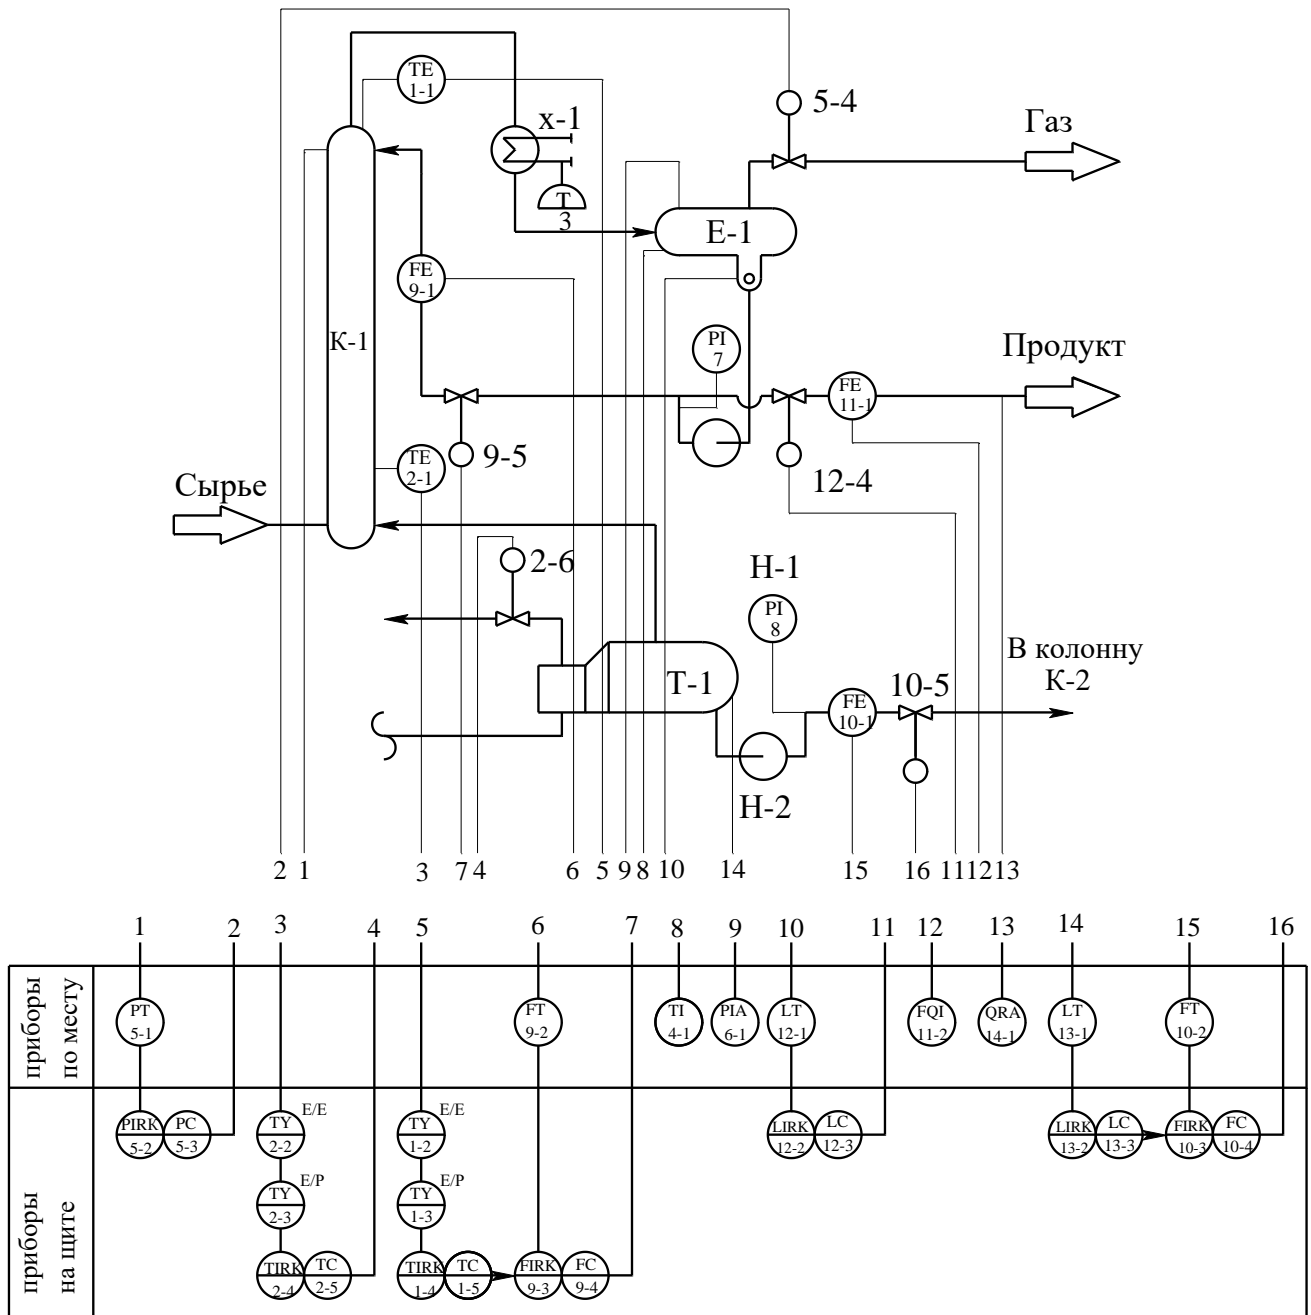 TE
1-1
х-1
5-4
Газ
Т
3
Е-1
FE
9-1
К-1
PI
7
Продукт
FE
11-1
TE
2-1
9-5
12-4
Сырье
2-6
Н-1
PI
8
В колонну
К-2
Т-1
10-5
FE
10-1
Н-2
2 1 3 7 4 6 5 9 8 10 14 15 16 11 12 13
1 2 3 4 5 6 7 8 9 10 11 12 13 14 15 16
приборы
по месту
PT
5-1
FT
9-2
TI
4-1
PIA
6-1
LT
12-1
FQI
11-2
QRA
14-1
LT
13-1
FT
10-2
приборы
на щите
PIRK
5-2
PC
5-3
TY
2-2
E/E
TY
1-2
E/E
LIRK
12-2
LC
12-3
LIRK
13-2
LC
13-3
FIRK
10-3
FC
10-4
TY
2-3
E/P
TY
1-3
E/P
TIRK
2-4
TC
2-5
TIRK
1-4
TC
1-5
FIRK
9-3
FC
9-4